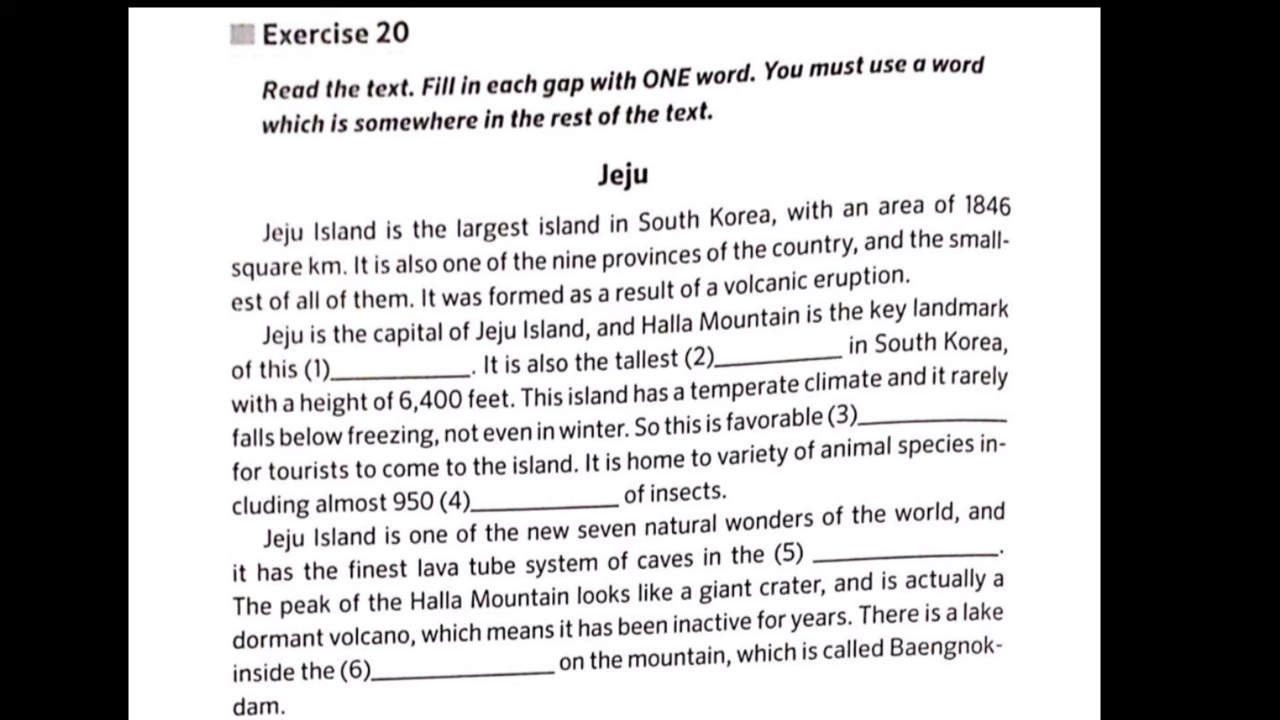 Exercise 20
Read the text. Fill in each gap with ONE word. You must use a word
which is somewhere in the rest of the text.
Jeju
Jeju Island is the largest island in South Korea, with an area of 1846
square km. It is also one of the nine provinces of the country, and the small-
est of all of them. It was formed as a result of a volcanic eruption.
Jeju is the capital of Jeju Island, and Halla Mountain is the key landmark
of this (1)__________. It is also the tallest (2)__________ in South Korea,
with a height of 6,400 feet. This island has a temperate climate and it rarely
falls below freezing, not even in winter. So this is favorable (3)__________
for tourists to come to the island. It is home to variety of animal species in-
cluding almost 950 (4)__________ of insects.
Jeju Island is one of the new seven natural wonders of the world, and
it has the finest lava tube system of caves in the (5) __________.
The peak of the Halla Mountain looks like a giant crater, and is actually a
dormant volcano, which means it has been inactive for years. There is a lake
inside the (6)__________ on the mountain, which is called Baengnok-
dam.